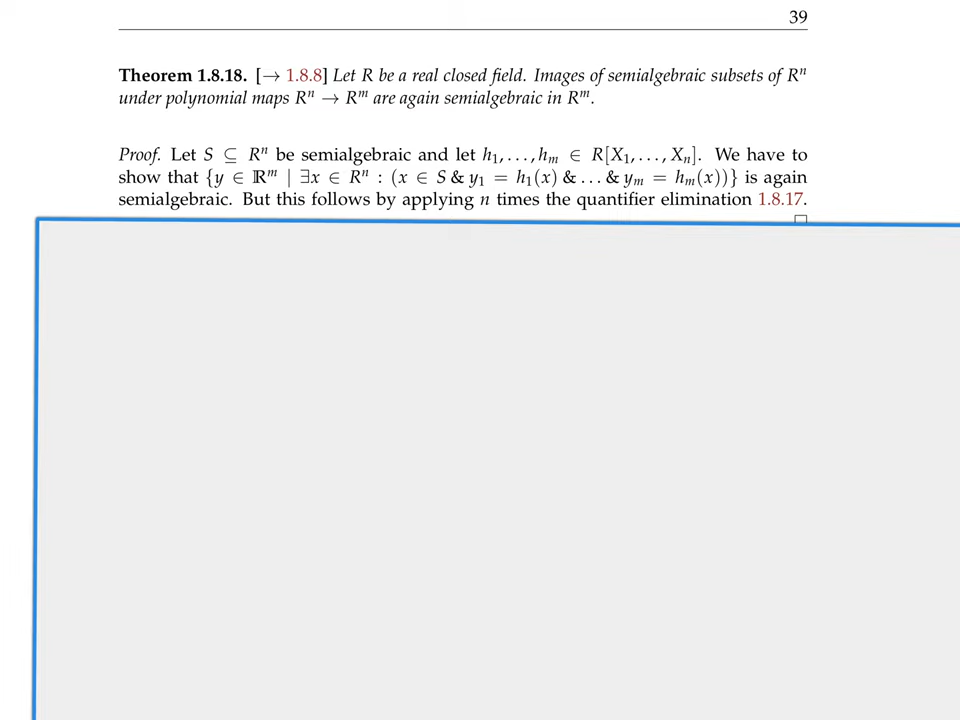 39
Theorem 1.8.18. [→ 1.8.8] Let R be a real closed field. Images of semialgebraic subsets of Rⁿ
under polynomial maps Rⁿ → Rᵐ are again semialgebraic in Rᵐ.
Proof. Let S ⊆ Rⁿ be semialgebraic and let h₁, . . . , hₘ ∈ R[X₁, . . . , Xₙ]. We have to
show that {y ∈ ℝᵐ | ∃x ∈ Rⁿ : (x ∈ S & y₁ = h₁(x) & . . . & yₘ = hₘ(x))} is again
semialgebraic. But this follows by applying n times the quantifier elimination 1.8.17.
□